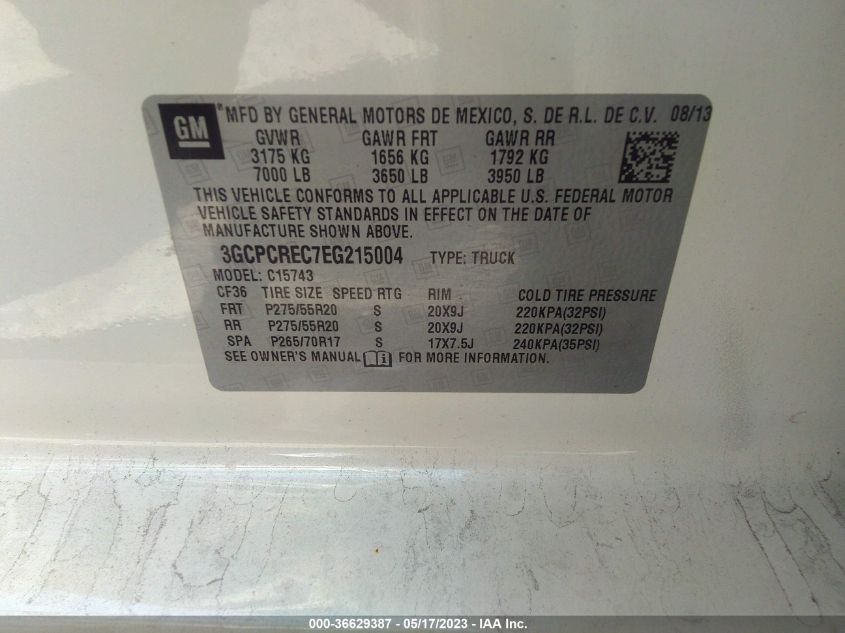 GM
MFD BY GENERAL MOTORS DE MEXICO, S. DE R.L. DE C.V. 08/13
GVWR GAWR FRT GAWR RR
3175 KG 1656 KG 1792 KG
7000 LB 3650 LB 3950 LB
THIS VEHICLE CONFORMS TO ALL APPLICABLE U.S. FEDERAL MOTOR
VEHICLE SAFETY STANDARDS IN EFFECT ON THE DATE OF
MANUFACTURE SHOWN ABOVE.
3GCPCREC7EG215004 TYPE: TRUCK
MODEL: C15743
CF36 TIRE SIZE SPEED RTG RIM COLD TIRE PRESSURE
FRT P275/55R20 S 20X9J 220KPA(32PSI)
RR P275/55R20 S 20X9J 220KPA(32PSI)
SPA P265/70R17 S 17X7.5J 240KPA(35PSI)
SEE OWNER'S MANUAL FOR MORE INFORMATION.
000-36629387 - 05/17/2023 - IAA Inc.